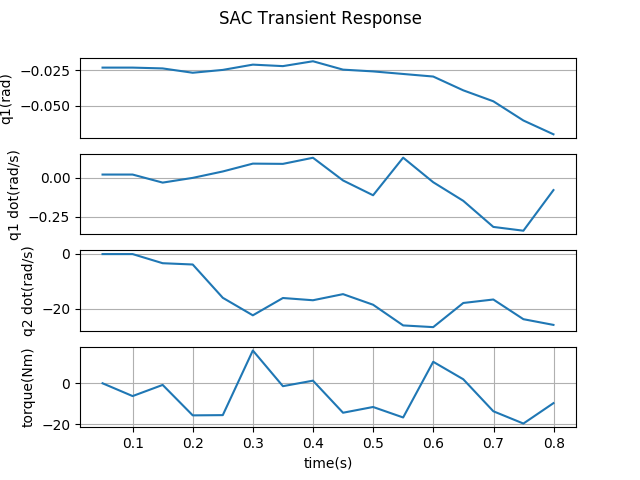 SAC Transient Response
q1(rad)
−0.025
−0.050
q1 dot(rad/s)
0.00
−0.25
q2 dot(rad/s)
0
−20
torque(Nm)
0
−20
0.1 0.2 0.3 0.4 0.5 0.6 0.7 0.8
time(s)